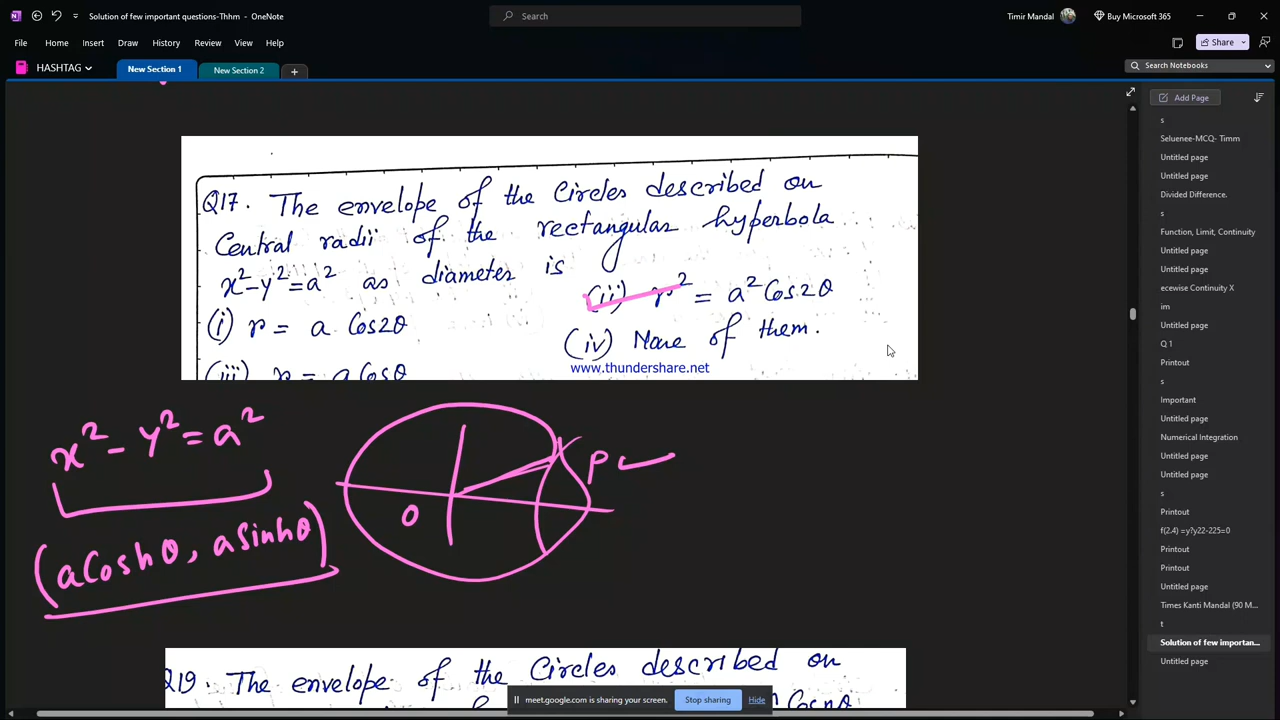 Solution of few important questions-Thhm - OneNote
Search
Timir Mandal
Buy Microsoft 365
File Home Insert Draw History Review View Help
Share
HASHTAG
New Section 1
New Section 2
+
Search Notebooks
Add Page
Q17. The envelope of the Circles described on
Central radii of the rectangular hyperbola
x²-y²=a² as diameter is
(i) r = a Cos2θ
(ii) r² = a² Cos2θ
(iii) r = a Cosθ
(iv) None of them.
www.thundershare.net
x² - y² = a²
(a Coshθ, a Sinhθ)
O
P
Q19. The envelope of the Circles described on
meet.google.com is sharing your screen.
Stop sharing
Hide
s
Seluenee-MCQ- Timm
Untitled page
Untitled page
Divided Difference.
s
Function, Limit, Continuity
Untitled page
Untitled page
ecewise Continuity X
im
Untitled page
Q 1
Printout
s
Important
Untitled page
Numerical Integration
Untitled page
Untitled page
s
Printout
f(2.4) =y?y22-225=0
Printout
Printout
Untitled page
Times Kanti Mandal (90 M...
t
Solution of few importan...
Untitled page